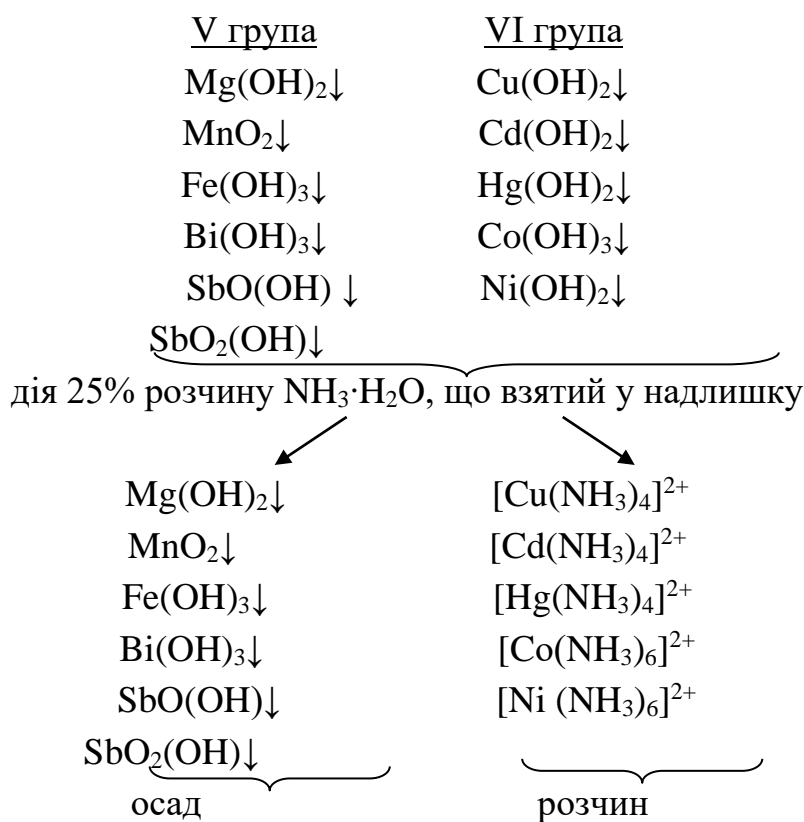 V група VI група
Mg(OH)₂↓ Cu(OH)₂↓
MnO₂↓ Cd(OH)₂↓
Fe(OH)₃↓ Hg(OH)₂↓
Bi(OH)₃↓ Co(OH)₃↓
SbO(OH) ↓ Ni(OH)₂↓
SbO₂(OH)↓
дія 25% розчину NH₃·H₂O, що взятий у надлишку
Mg(OH)₂↓ [Cu(NH₃)₄]²⁺
MnO₂↓ [Cd(NH₃)₄]²⁺
Fe(OH)₃↓ [Hg(NH₃)₄]²⁺
Bi(OH)₃↓ [Co(NH₃)₆]²⁺
SbO(OH)↓ [Ni (NH₃)₆]²⁺
SbO₂(OH)↓
осад розчин